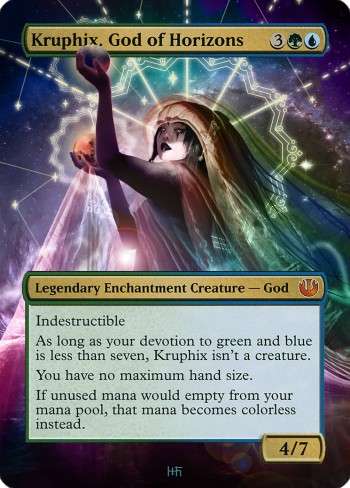 Kruphix, God of Horizons 3
Legendary Enchantment Creature — God
Indestructible
As long as your devotion to green and blue
is less than seven, Kruphix isn't a creature.
You have no maximum hand size.
If unused mana would empty from your
mana pool, that mana becomes colorless
instead.
4/7